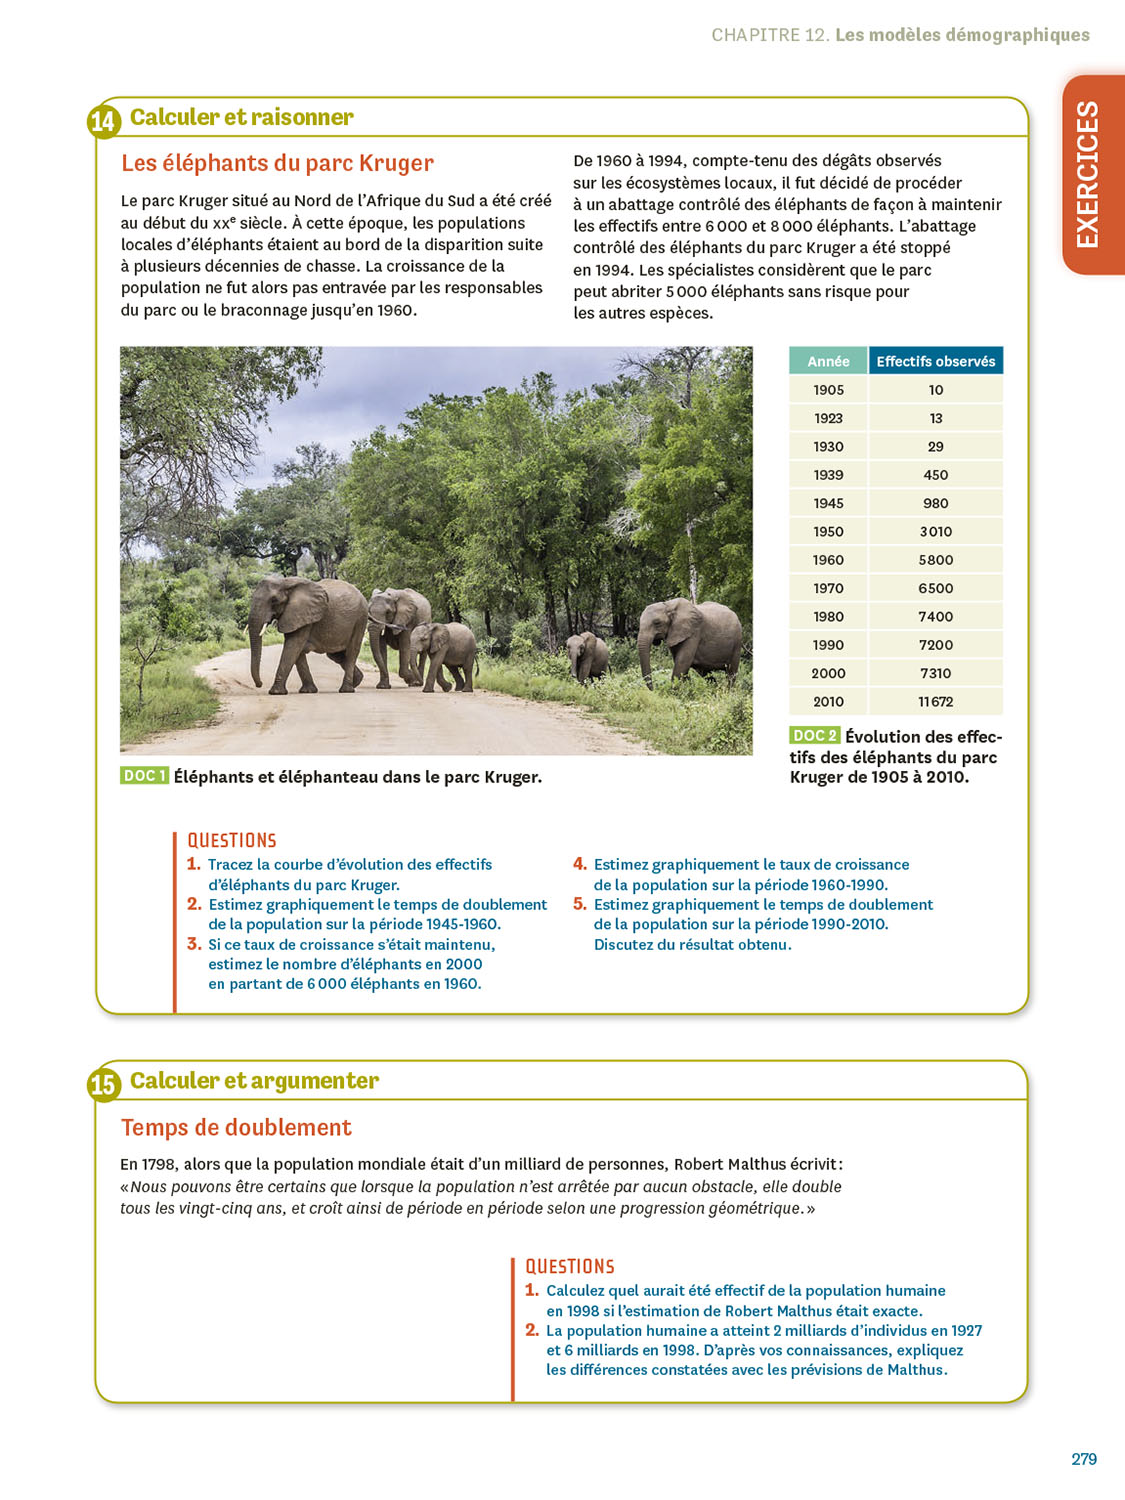 CHAPITRE 12. Les modèles démographiques
EXERCICES
14 Calculer et raisonner
Les éléphants du parc Kruger
Le parc Kruger situé au Nord de l’Afrique du Sud a été créé
au début du XXe siècle. À cette époque, les populations
locales d’éléphants étaient au bord de la disparition suite
à plusieurs décennies de chasse. La croissance de la
population ne fut alors pas entravée par les responsables
du parc ou le braconnage jusqu’en 1960.
De 1960 à 1994, compte-tenu des dégâts observés
sur les écosystèmes locaux, il fut décidé de procéder
à un abattage contrôlé des éléphants de façon à maintenir
les effectifs entre 6 000 et 8 000 éléphants. L’abattage
contrôlé des éléphants du parc Kruger a été stoppé
en 1994. Les spécialistes considèrent que le parc
peut abriter 5 000 éléphants sans risque pour
les autres espèces.
Année Effectifs observés
1905 10
1923 13
1930 29
1939 450
1945 980
1950 3 010
1960 5 800
1970 6 500
1980 7 400
1990 7 200
2000 7 310
2010 11 672
DOC 1 Éléphants et éléphanteau dans le parc Kruger.
DOC 2 Évolution des effec-
tifs des éléphants du parc
Kruger de 1905 à 2010.
QUESTIONS
1. Tracez la courbe d’évolution des effectifs
d’éléphants du parc Kruger.
2. Estimez graphiquement le temps de doublement
de la population sur la période 1945-1960.
3. Si ce taux de croissance s’était maintenu,
estimez le nombre d’éléphants en 2000
en partant de 6 000 éléphants en 1960.
4. Estimez graphiquement le taux de croissance
de la population sur la période 1960-1990.
5. Estimez graphiquement le temps de doublement
de la population sur la période 1990-2010.
Discutez du résultat obtenu.
15 Calculer et argumenter
Temps de doublement
En 1798, alors que la population mondiale était d’un milliard de personnes, Robert Malthus écrivit :
« Nous pouvons être certains que lorsque la population n’est arrêtée par aucun obstacle, elle double
tous les vingt-cinq ans, et croît ainsi de période en période selon une progression géométrique. »
QUESTIONS
1. Calculez quel aurait été effectif de la population humaine
en 1998 si l’estimation de Robert Malthus était exacte.
2. La population humaine a atteint 2 milliards d’individus en 1927
et 6 milliards en 1998. D’après vos connaissances, expliquez
les différences constatées avec les prévisions de Malthus.
279